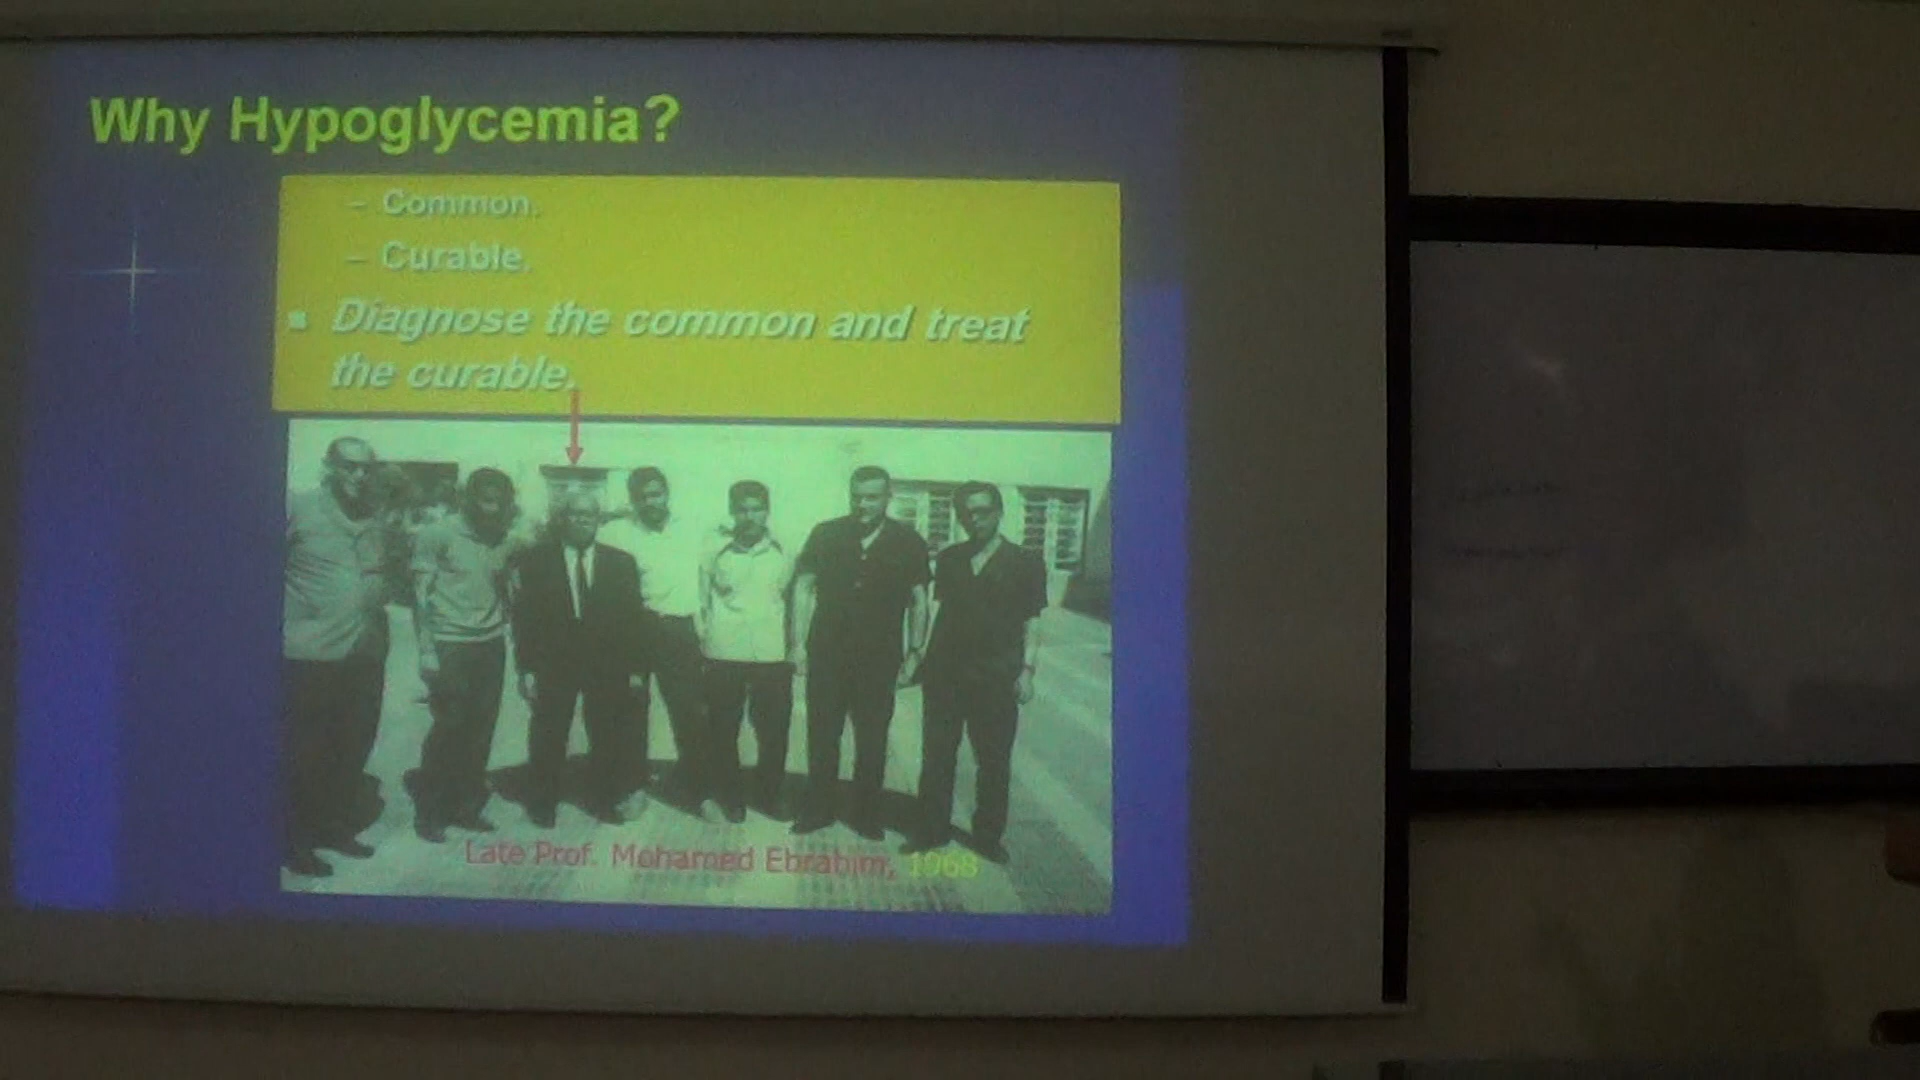 Why Hypoglycemia?
– Common.
– Curable.
▪ Diagnose the common and treat
the curable.
Late Prof. Mohamed Ebrahim, 1968